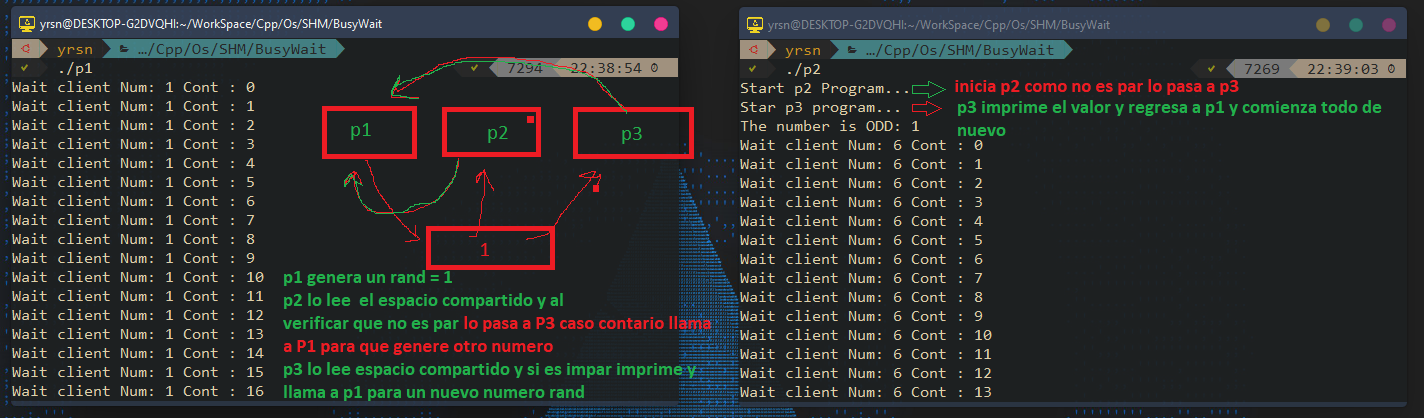 yrsn@DESKTOP-G2DVQHI:~/WorkSpace/Cpp/Os/SHM/BusyWait
yrsn …/Cpp/Os/SHM/BusyWait
✓ ./p1 ✓ 7294 22:38:54
Wait client Num: 1 Cont : 0
Wait client Num: 1 Cont : 1
Wait client Num: 1 Cont : 2
Wait client Num: 1 Cont : 3
Wait client Num: 1 Cont : 4
Wait client Num: 1 Cont : 5
Wait client Num: 1 Cont : 6
Wait client Num: 1 Cont : 7
Wait client Num: 1 Cont : 8
Wait client Num: 1 Cont : 9
Wait client Num: 1 Cont : 10
Wait client Num: 1 Cont : 11
Wait client Num: 1 Cont : 12
Wait client Num: 1 Cont : 13
Wait client Num: 1 Cont : 14
Wait client Num: 1 Cont : 15
Wait client Num: 1 Cont : 16
p1
p2
p3
1
p1 genera un rand = 1
p2 lo lee el espacio compartido y al
verificar que no es par lo pasa a P3 caso contario llama
a P1 para que genere otro numero
p3 lo lee espacio compartido y si es impar imprime y
llama a p1 para un nuevo numero rand
yrsn@DESKTOP-G2DVQHI:~/WorkSpace/Cpp/Os/SHM/BusyWait
yrsn …/Cpp/Os/SHM/BusyWait
✓ ./p2 ✓ 7269 22:39:03
Start p2 Program... inicia p2 como no es par lo pasa a p3
Star p3 program... p3 imprime el valor y regresa a p1 y comienza todo de
nuevo
The number is ODD: 1
Wait client Num: 6 Cont : 0
Wait client Num: 6 Cont : 1
Wait client Num: 6 Cont : 2
Wait client Num: 6 Cont : 3
Wait client Num: 6 Cont : 4
Wait client Num: 6 Cont : 5
Wait client Num: 6 Cont : 6
Wait client Num: 6 Cont : 7
Wait client Num: 6 Cont : 8
Wait client Num: 6 Cont : 9
Wait client Num: 6 Cont : 10
Wait client Num: 6 Cont : 11
Wait client Num: 6 Cont : 12
Wait client Num: 6 Cont : 13